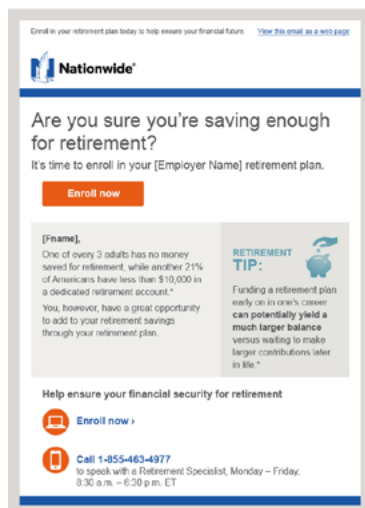 Enroll in your retirement plan today to help ensure your financial future. View this email as a web page
Nationwide®
Are you sure you're saving enough
for retirement?
It's time to enroll in your [Employer Name] retirement plan.
Enroll now
[Fname],
One of every 3 adults has no money
saved for retirement, while another 21%
of Americans have less than $10,000 in
a dedicated retirement account.*
You, however, have a great opportunity
to add to your retirement savings
through your retirement plan.
RETIREMENT
TIP:
Funding a retirement plan
early on in one's career
can potentially yield a
much larger balance
versus waiting to make
larger contributions later
in life.*
Help ensure your financial security for retirement
Enroll now ›
Call 1-855-463-4977
to speak with a Retirement Specialist, Monday – Friday,
8:30 a.m. – 6:30 p.m. ET